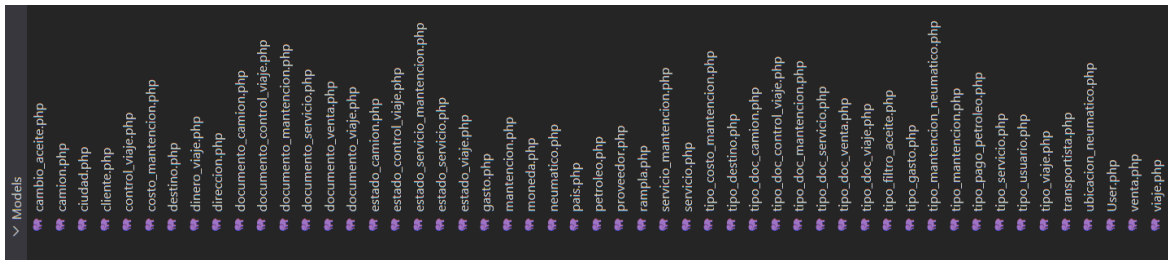 Models
cambio_aceite.php
camion.php
ciudad.php
cliente.php
control_viaje.php
costo_mantencion.php
destino.php
dinero_viaje.php
direccion.php
documento_camion.php
documento_control_viaje.php
documento_mantencion.php
documento_servicio.php
documento_venta.php
documento_viaje.php
estado_camion.php
estado_control_viaje.php
estado_servicio_mantencion.php
estado_servicio.php
estado_viaje.php
gasto.php
mantencion.php
moneda.php
neumatico.php
pais.php
petroleo.php
proveedor.php
rampla.php
servicio_mantencion.php
servicio.php
tipo_costo_mantencion.php
tipo_destino.php
tipo_doc_camion.php
tipo_doc_control_viaje.php
tipo_doc_mantencion.php
tipo_doc_servicio.php
tipo_doc_venta.php
tipo_doc_viaje.php
tipo_filtro_aceite.php
tipo_gasto.php
tipo_mantencion_neumatico.php
tipo_mantencion.php
tipo_pago_petroleo.php
tipo_servicio.php
tipo_usuario.php
tipo_viaje.php
transportista.php
ubicacion_neumatico.php
User.php
venta.php
viaje.php